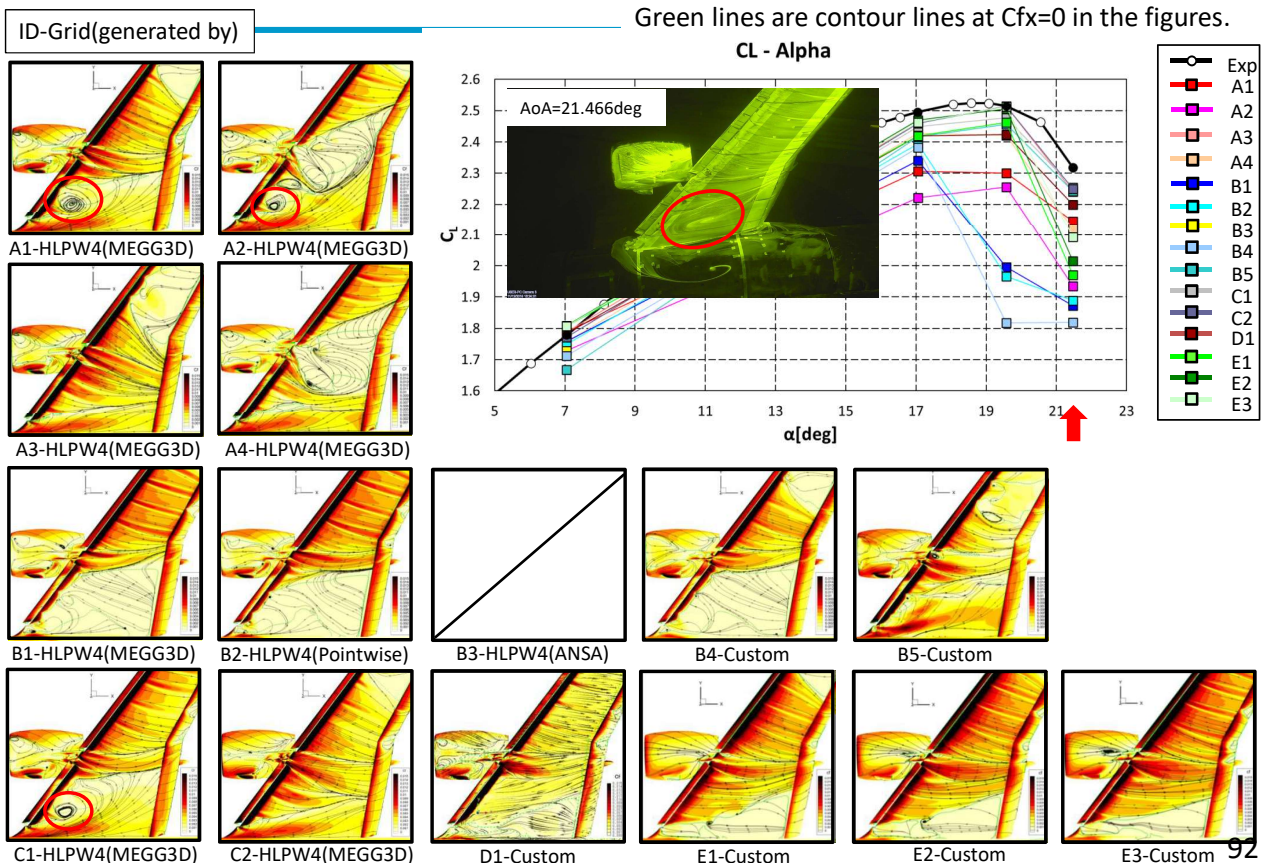 ID-Grid(generated by)
Green lines are contour lines at Cfx=0 in the figures.
A1-HLPW4(MEGG3D)
A2-HLPW4(MEGG3D)
A3-HLPW4(MEGG3D)
A4-HLPW4(MEGG3D)
CL - Alpha
AoA=21.466deg
2.6
2.5
2.4
2.3
2.2
2.1
2
1.9
1.8
1.7
1.6
CL
5
7
9
11
13
15
17
19
21
23
α[deg]
Exp
A1
A2
A3
A4
B1
B2
B3
B4
B5
C1
C2
D1
E1
E2
E3
B1-HLPW4(MEGG3D)
B2-HLPW4(Pointwise)
B3-HLPW4(ANSA)
B4-Custom
B5-Custom
C1-HLPW4(MEGG3D)
C2-HLPW4(MEGG3D)
D1-Custom
E1-Custom
E2-Custom
E3-Custom
92